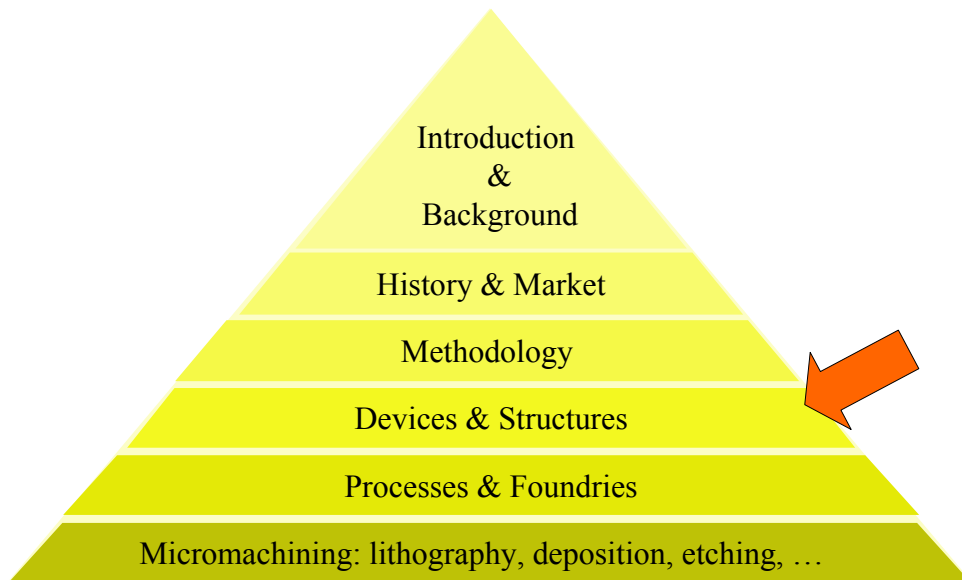 Introduction
&
Background
History & Market
Methodology
Devices & Structures
Processes & Foundries
Micromachining: lithography, deposition, etching, …